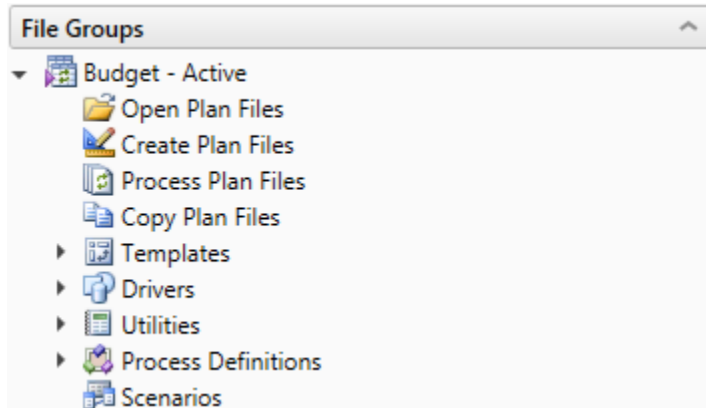 File Groups
Budget - Active
Open Plan Files
Create Plan Files
Process Plan Files
Copy Plan Files
Templates
Drivers
Utilities
Process Definitions
Scenarios